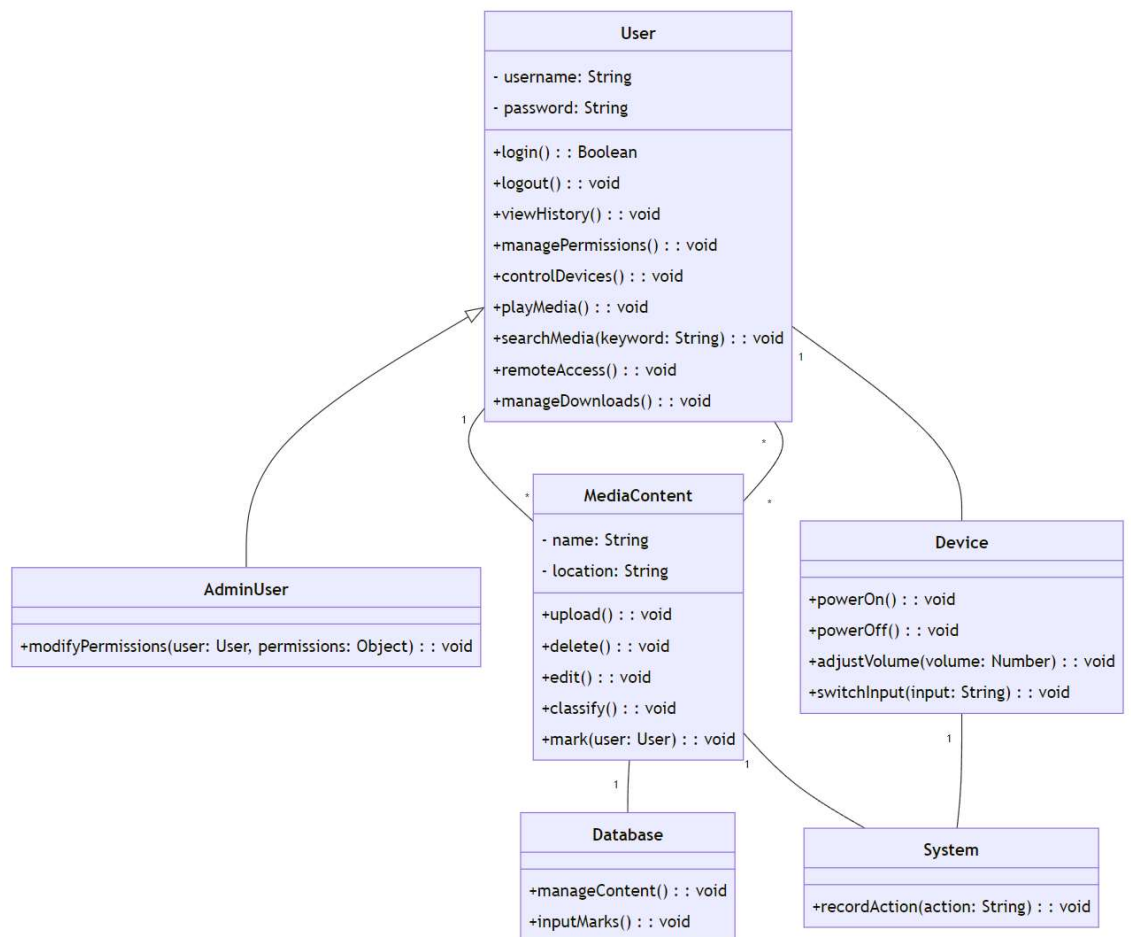 User
- username: String
- password: String
+login() : : Boolean
+logout() : : void
+viewHistory() : : void
+managePermissions() : : void
+controlDevices() : : void
+playMedia() : : void
+searchMedia(keyword: String) : : void
+remoteAccess() : : void
+manageDownloads() : : void
1
1
*
*
*
MediaContent
- name: String
- location: String
+upload() : : void
+delete() : : void
+edit() : : void
+classify() : : void
+mark(user: User) : : void
Device
+powerOn() : : void
+powerOff() : : void
+adjustVolume(volume: Number) : : void
+switchInput(input: String) : : void
AdminUser
+modifyPermissions(user: User, permissions: Object) : : void
1
1
1
Database
+manageContent() : : void
+inputMarks() : : void
System
+recordAction(action: String) : : void